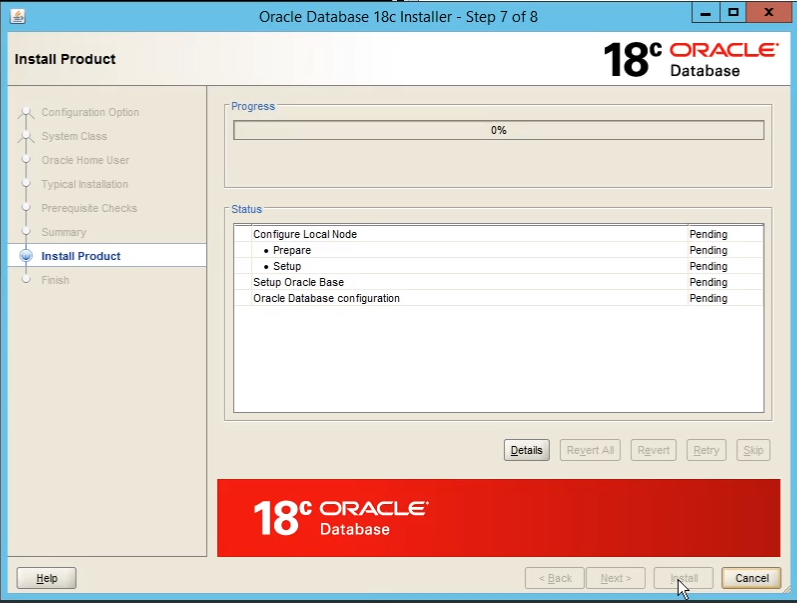 Oracle Database 18c Installer - Step 7 of 8
Install Product
18c ORACLE
Database
Configuration Option
System Class
Oracle Home User
Typical Installation
Prerequisite Checks
Summary
Install Product
Finish
Progress
0%
Status
Configure Local Node Pending
• Prepare Pending
• Setup Pending
Setup Oracle Base Pending
Oracle Database configuration Pending
Details Revert All Revert Retry Skip
18c ORACLE
Database
Help < Back Next > Install Cancel